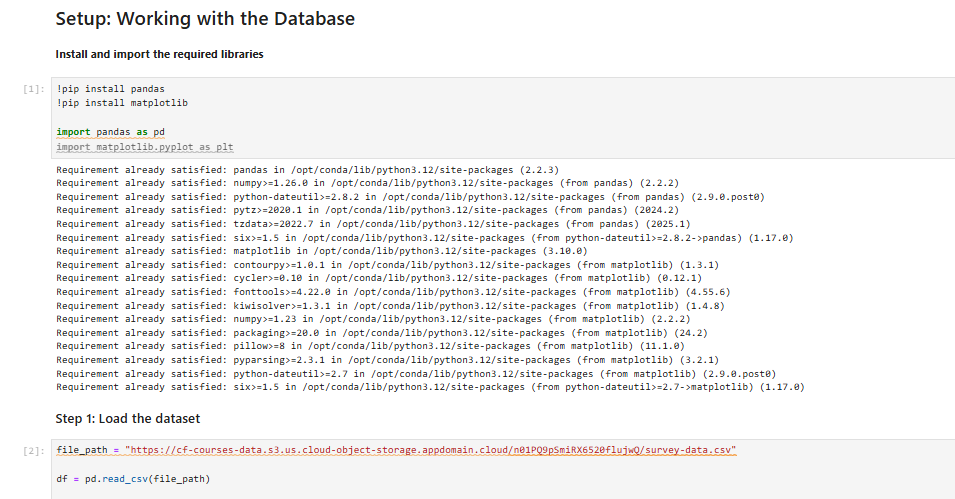 Setup: Working with the Database
Install and import the required libraries
[1]:
!pip install pandas
!pip install matplotlib
import pandas as pd
import matplotlib.pyplot as plt
Requirement already satisfied: pandas in /opt/conda/lib/python3.12/site-packages (2.2.3)
Requirement already satisfied: numpy>=1.26.0 in /opt/conda/lib/python3.12/site-packages (from pandas) (2.2.2)
Requirement already satisfied: python-dateutil>=2.8.2 in /opt/conda/lib/python3.12/site-packages (from pandas) (2.9.0.post0)
Requirement already satisfied: pytz>=2020.1 in /opt/conda/lib/python3.12/site-packages (from pandas) (2024.2)
Requirement already satisfied: tzdata>=2022.7 in /opt/conda/lib/python3.12/site-packages (from pandas) (2025.1)
Requirement already satisfied: six>=1.5 in /opt/conda/lib/python3.12/site-packages (from python-dateutil>=2.8.2->pandas) (1.17.0)
Requirement already satisfied: matplotlib in /opt/conda/lib/python3.12/site-packages (3.10.0)
Requirement already satisfied: contourpy>=1.0.1 in /opt/conda/lib/python3.12/site-packages (from matplotlib) (1.3.1)
Requirement already satisfied: cycler>=0.10 in /opt/conda/lib/python3.12/site-packages (from matplotlib) (0.12.1)
Requirement already satisfied: fonttools>=4.22.0 in /opt/conda/lib/python3.12/site-packages (from matplotlib) (4.55.6)
Requirement already satisfied: kiwisolver>=1.3.1 in /opt/conda/lib/python3.12/site-packages (from matplotlib) (1.4.8)
Requirement already satisfied: numpy>=1.23 in /opt/conda/lib/python3.12/site-packages (from matplotlib) (2.2.2)
Requirement already satisfied: packaging>=20.0 in /opt/conda/lib/python3.12/site-packages (from matplotlib) (24.2)
Requirement already satisfied: pillow>=8 in /opt/conda/lib/python3.12/site-packages (from matplotlib) (11.1.0)
Requirement already satisfied: pyparsing>=2.3.1 in /opt/conda/lib/python3.12/site-packages (from matplotlib) (3.2.1)
Requirement already satisfied: python-dateutil>=2.7 in /opt/conda/lib/python3.12/site-packages (from matplotlib) (2.9.0.post0)
Requirement already satisfied: six>=1.5 in /opt/conda/lib/python3.12/site-packages (from python-dateutil>=2.7->matplotlib) (1.17.0)
Step 1: Load the dataset
[2]:
file_path = "https://cf-courses-data.s3.us.cloud-object-storage.appdomain.cloud/n01PQ9pSmiRX6520flujwQ/survey-data.csv"
df = pd.read_csv(file_path)